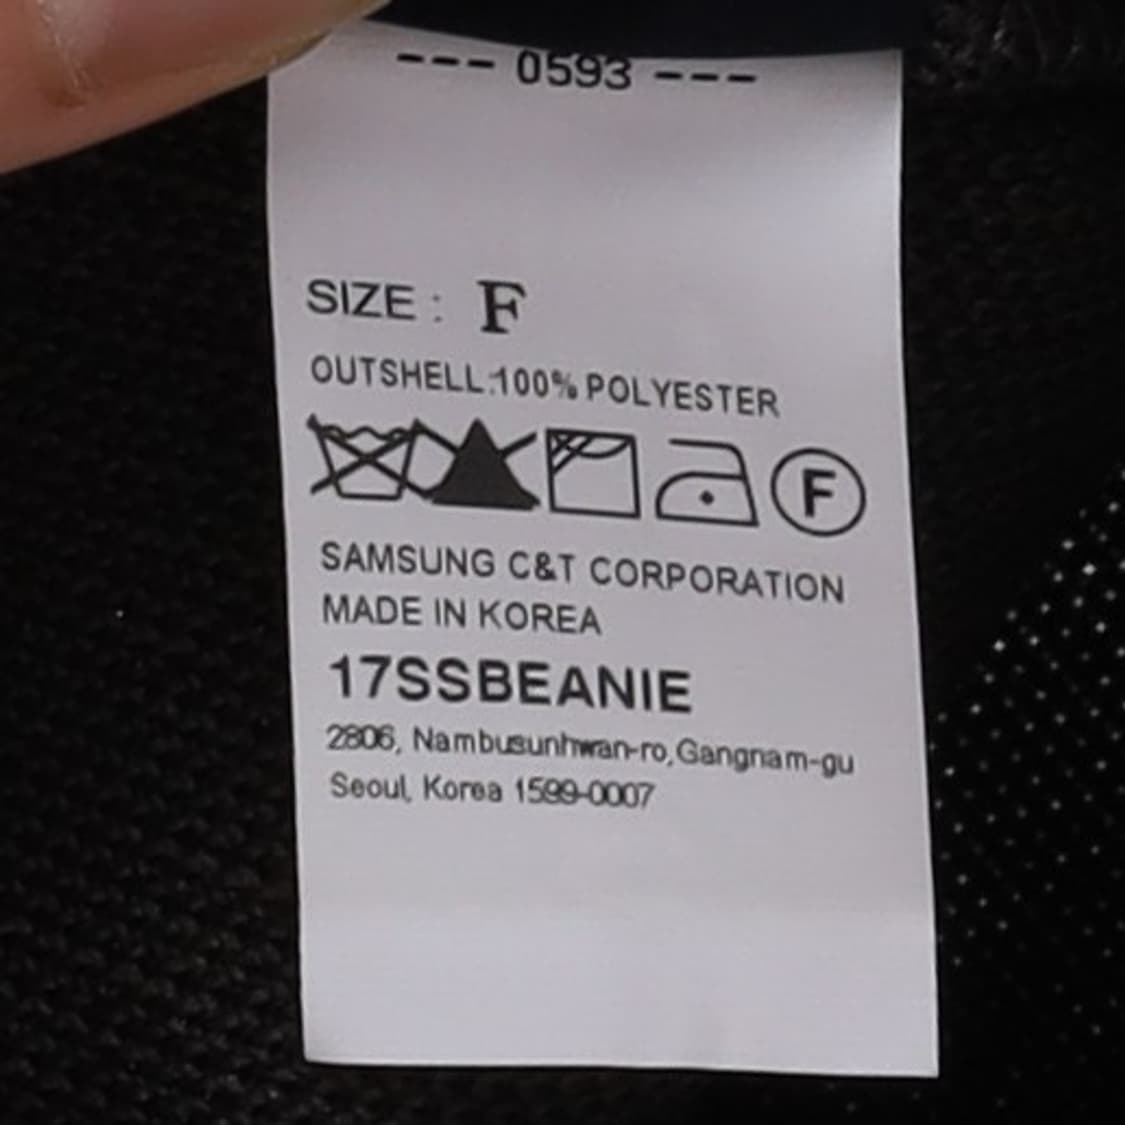 --- 0593 ---
SIZE : F
OUTSHELL:100% POLYESTER
F
SAMSUNG C&T CORPORATION
MADE IN KOREA
17SSBEANIE
2806, Nambusunhwan-ro, Gangnam-gu
Seoul, Korea 1599-0007